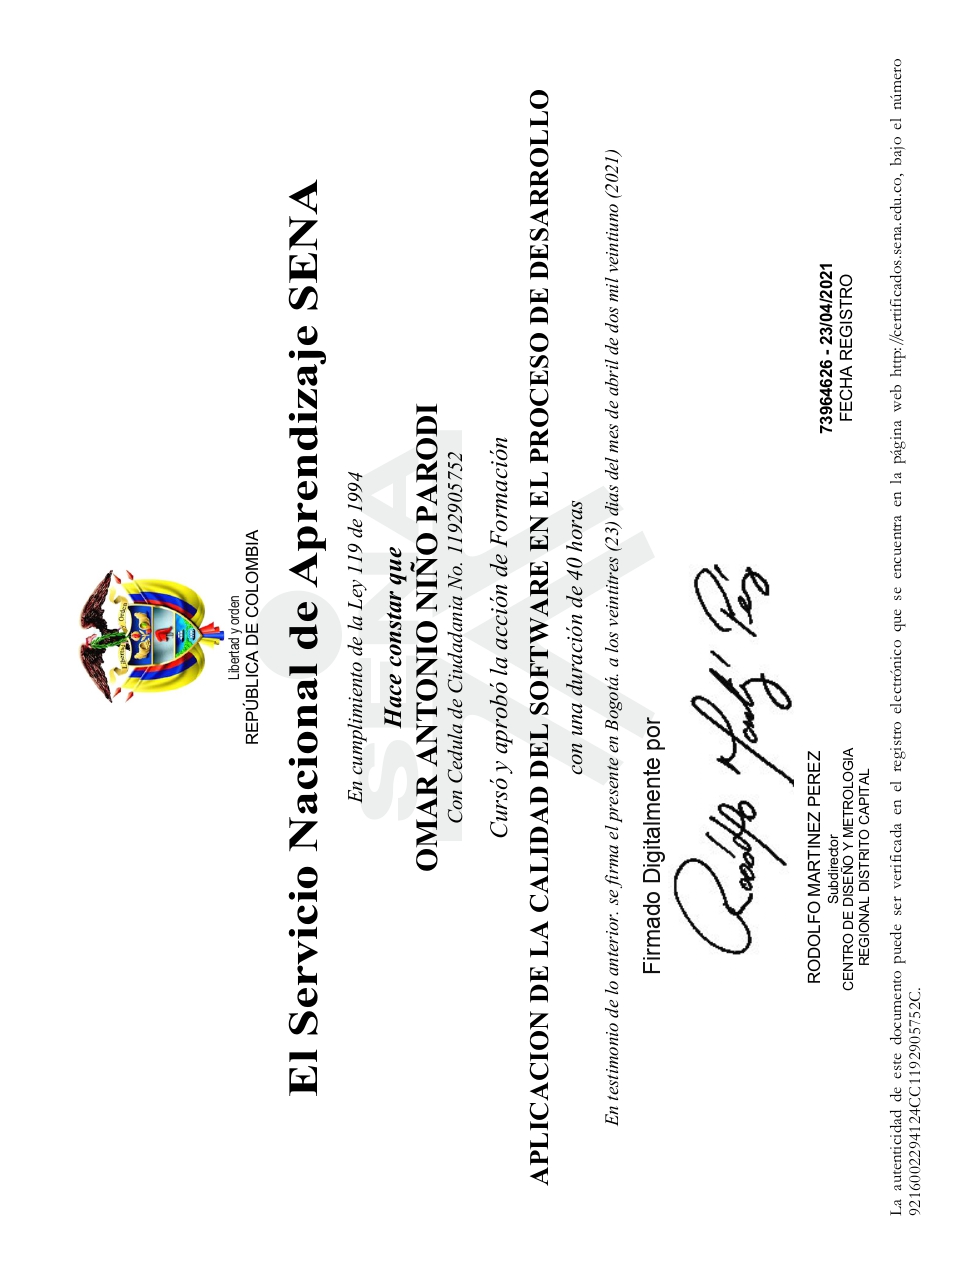 Libertad y Orden
Libertad y orden
REPÚBLICA DE COLOMBIA
El Servicio Nacional de Aprendizaje SENA
En cumplimiento de la Ley 119 de 1994
SENA
Hace constar que
OMAR ANTONIO NIÑO PARODI
Con Cedula de Ciudadania No. 1192905752
Cursó y aprobó la acción de Formación
APLICACION DE LA CALIDAD DEL SOFTWARE EN EL PROCESO DE DESARROLLO
con una duración de 40 horas
En testimonio de lo anterior. se firma el presente en Bogotá. a los veintitres (23) dias del mes de abril de dos mil veintiuno (2021)
Firmado Digitalmente por
Rodolfo Martínez Pérez
RODOLFO MARTINEZ PEREZ
Subdirector
CENTRO DE DISEÑO Y METROLOGIA
REGIONAL DISTRITO CAPITAL
73964626 - 23/04/2021
FECHA REGISTRO
La autenticidad de este documento puede ser verificada en el registro electrónico que se encuentra en la página web http://certificados.sena.edu.co, bajo el número
9216002294124CC1192905752C.